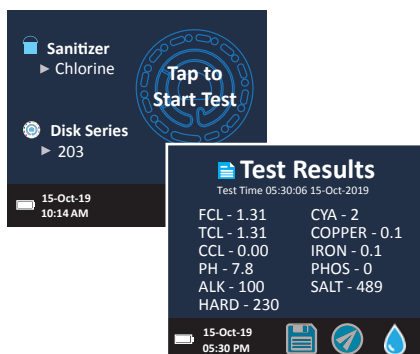 Sanitizer
▶ Chlorine
Tap to
Start Test
Disk Series
▶ 203
15-Oct-19
10:14 AM
Test Results
Test Time 05:30:06 15-Oct-2019
FCL - 1.31 CYA - 2
TCL - 1.31 COPPER - 0.1
CCL - 0.00 IRON - 0.1
PH - 7.8 PHOS - 0
ALK - 100 SALT - 489
HARD - 230
15-Oct-19
05:30 PM